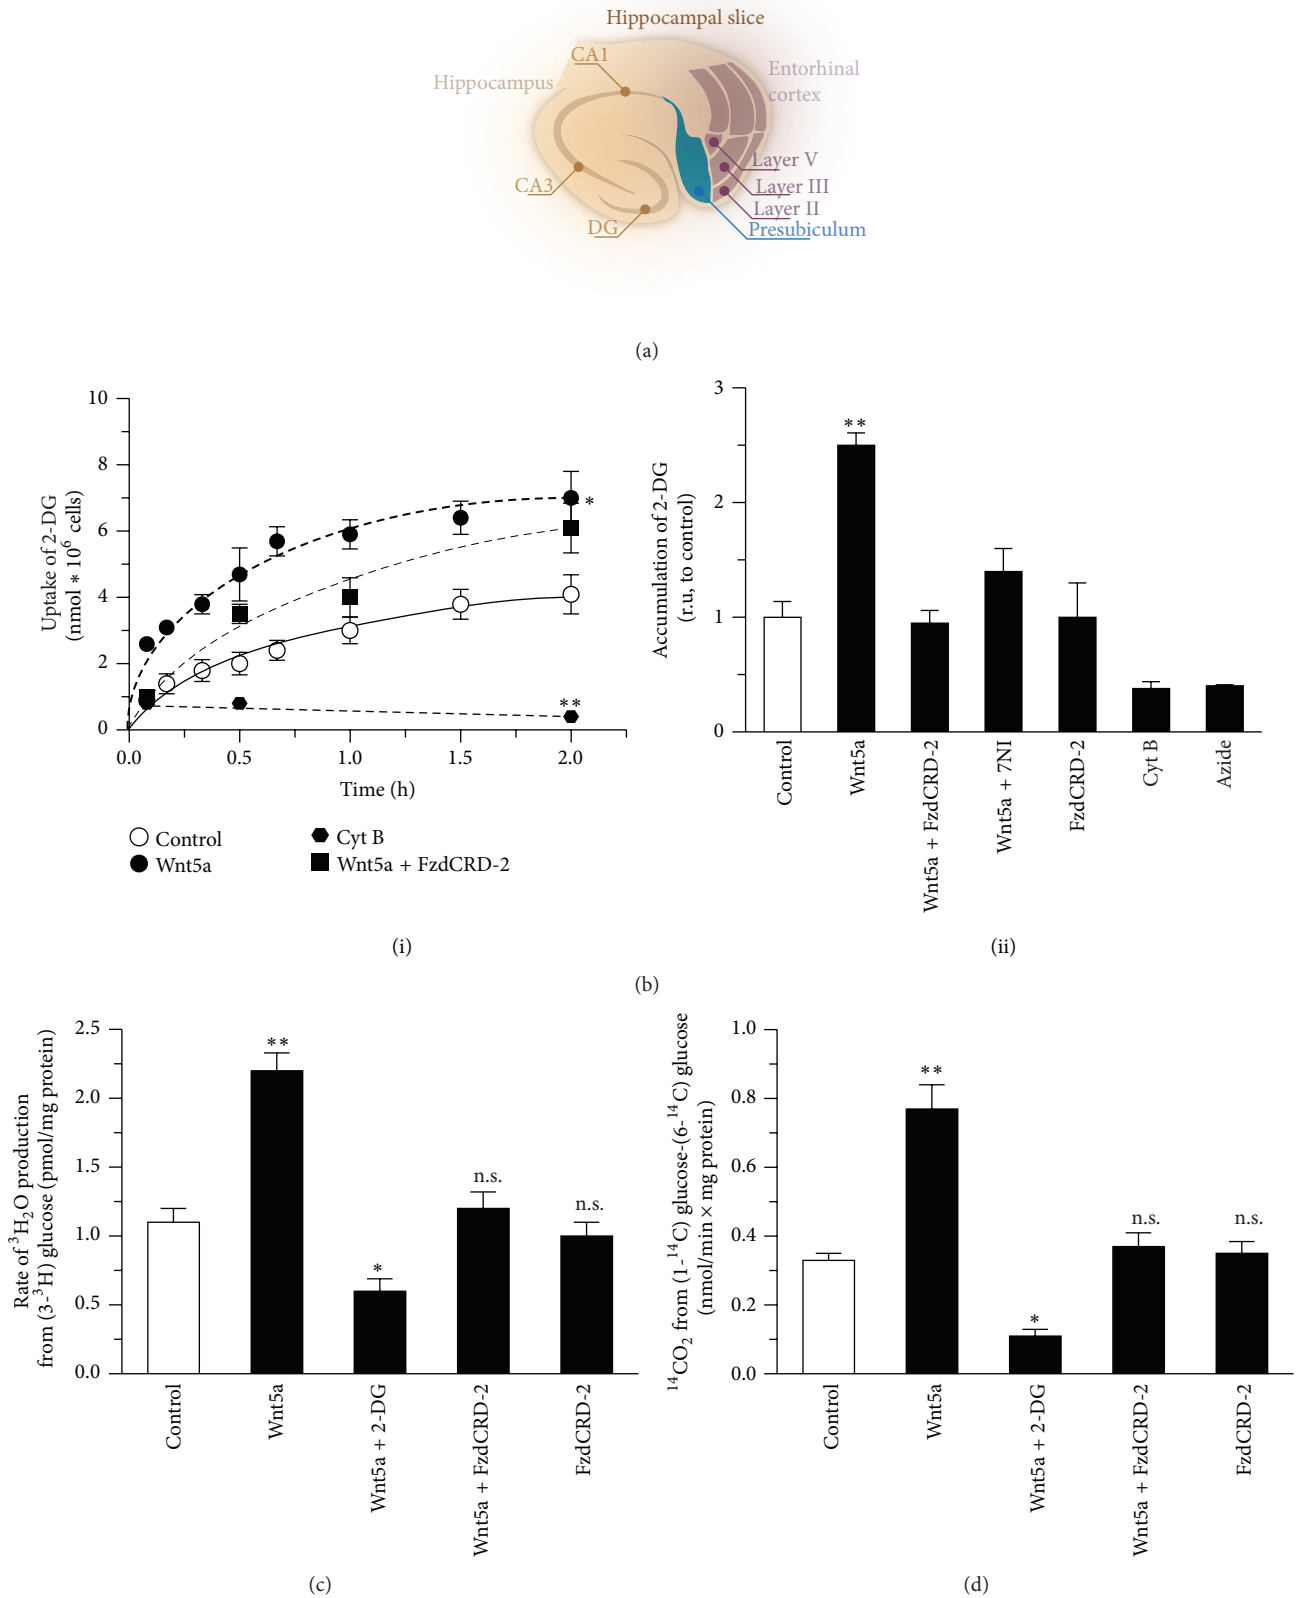 Hippocampal slice
CA1
Hippocampus
Entorhinal
cortex
Layer V
CA3
Layer III
Layer II
DG
Presubiculum
(a)
Uptake of 2-DG
(nmol ∗ 10⁶ cells)
10
8
6
4
2
0
∗
∗∗
0.0 0.5 1.0 1.5 2.0
Time (h)
Control
Wnt5a
Cyt B
Wnt5a + FzdCRD-2
(i)
Accumulation of 2-DG
(r.u, to control)
3
2
1
0
∗∗
Control
Wnt5a
Wnt5a + FzdCRD-2
Wnt5a + 7NI
FzdCRD-2
Cyt B
Azide
(ii)
(b)
Rate of ³H₂O production
from (3-³H) glucose (pmol/mg protein)
2.5
2.0
1.5
1.0
0.5
0.0
∗∗
∗
n.s.
n.s.
Control
Wnt5a
Wnt5a + 2-DG
Wnt5a + FzdCRD-2
FzdCRD-2
(c)
¹⁴CO₂ from (1-¹⁴C) glucose-(6-¹⁴C) glucose
(nmol/min × mg protein)
1.0
0.8
0.6
0.4
0.2
0.0
∗∗
∗
n.s.
n.s.
Control
Wnt5a
Wnt5a + 2-DG
Wnt5a + FzdCRD-2
FzdCRD-2
(d)